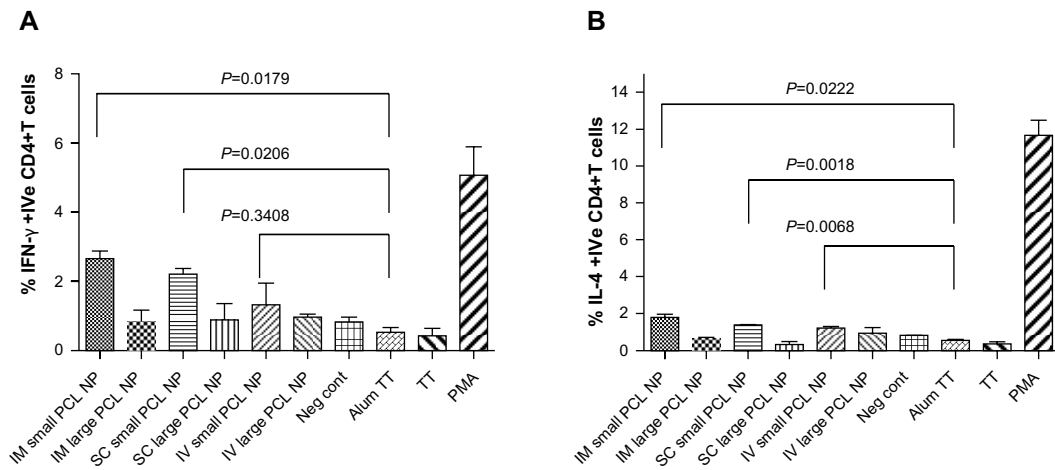 A
% IFN-γ +IVe CD4+T cells
8
6
4
2
0
P=0.0179
P=0.0206
P=0.3408
IM small PCL NP
IM large PCL NP
SC small PCL NP
SC large PCL NP
IV small PCL NP
IV large PCL NP
Neg cont
Alum TT
TT
PMA
B
% IL-4 +IVe CD4+T cells
14
12
10
8
6
4
2
0
P=0.0222
P=0.0018
P=0.0068
IM small PCL NP
IM large PCL NP
SC small PCL NP
SC large PCL NP
IV small PCL NP
IV large PCL NP
Neg cont
Alum TT
TT
PMA